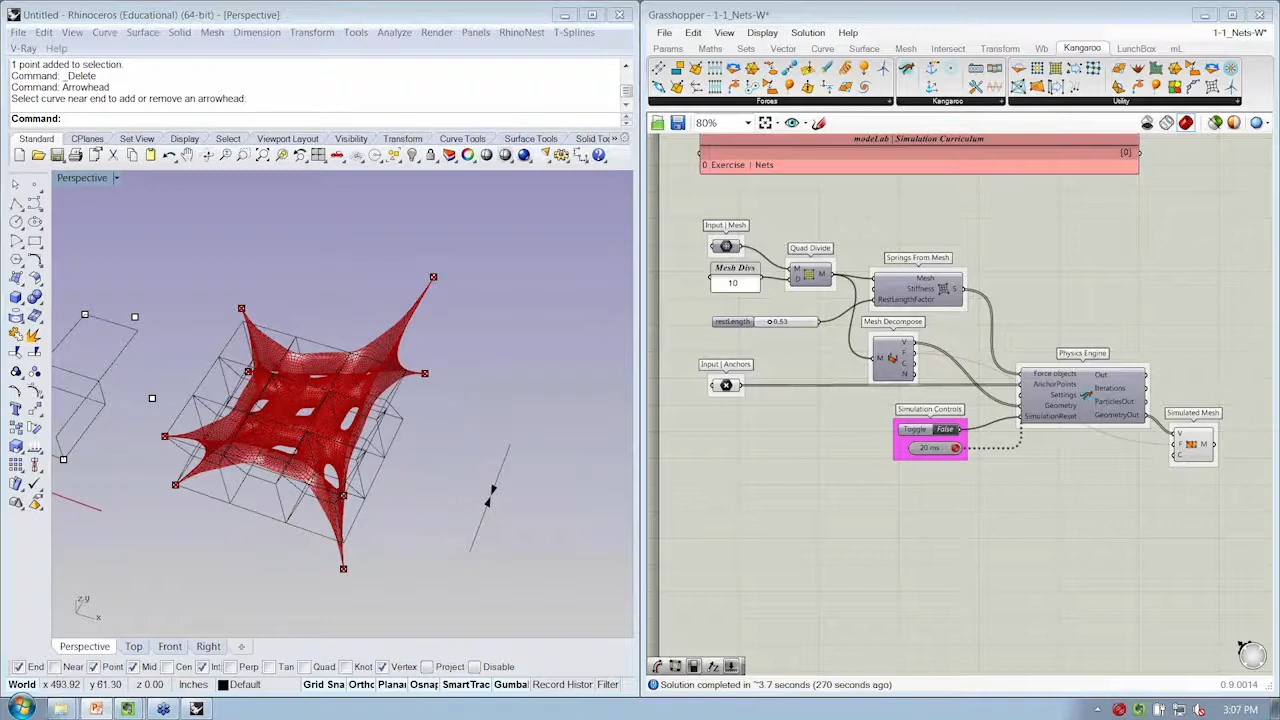 Untitled - Rhinoceros (Educational) (64-bit) - [Perspective]
File Edit View Curve Surface Solid Mesh Dimension Transform Tools Analyze Render Panels RhinoNest T-Splines
V-Ray Help
1 point added to selection.
Command: _Delete
Command: Arrowhead
Select curve near end to add or remove an arrowhead.
Command:
Standard CPlanes Set View Display Select Viewport Layout Visibility Transform Curve Tools Surface Tools Solid To
Perspective
z y
x
Perspective Top Front Right
End Near Point Mid Cen Int Perp Tan Quad Knot Vertex Project Disable
World x 493.92 y 61.30 z 0.00 Inches Default Grid Sna Ortho Planar Osnap SmartTrac Gumba Record Histor Filter
Grasshopper - 1-1_Nets-W*
File Edit View Display Solution Help
1-1_Nets-W*
Params Maths Sets Vector Curve Surface Mesh Intersect Transform Wb Kangaroo LunchBox mL
Forces Kangaroo Utility
80%
modeLab | Simulation Curriculum
{0}
0 Exercise | Nets
Input | Mesh
Quad Divide
M
D
M
Mesh Divs
10
Springs From Mesh
Mesh
Stiffness
RestLengthFactor
S
restLength 0.53
Mesh Decompose
M
V
F
C
N
Input | Anchors
Simulation Controls
Toggle False
20 ms
Physics Engine
Force objects
AnchorPoints
Settings
Geometry
SimulationReset
Out
Iterations
ParticlesOut
GeometryOut
Simulated Mesh
V
F
C
M
Solution completed in ~3.7 seconds (270 seconds ago)
0.9.0014
3:07 PM